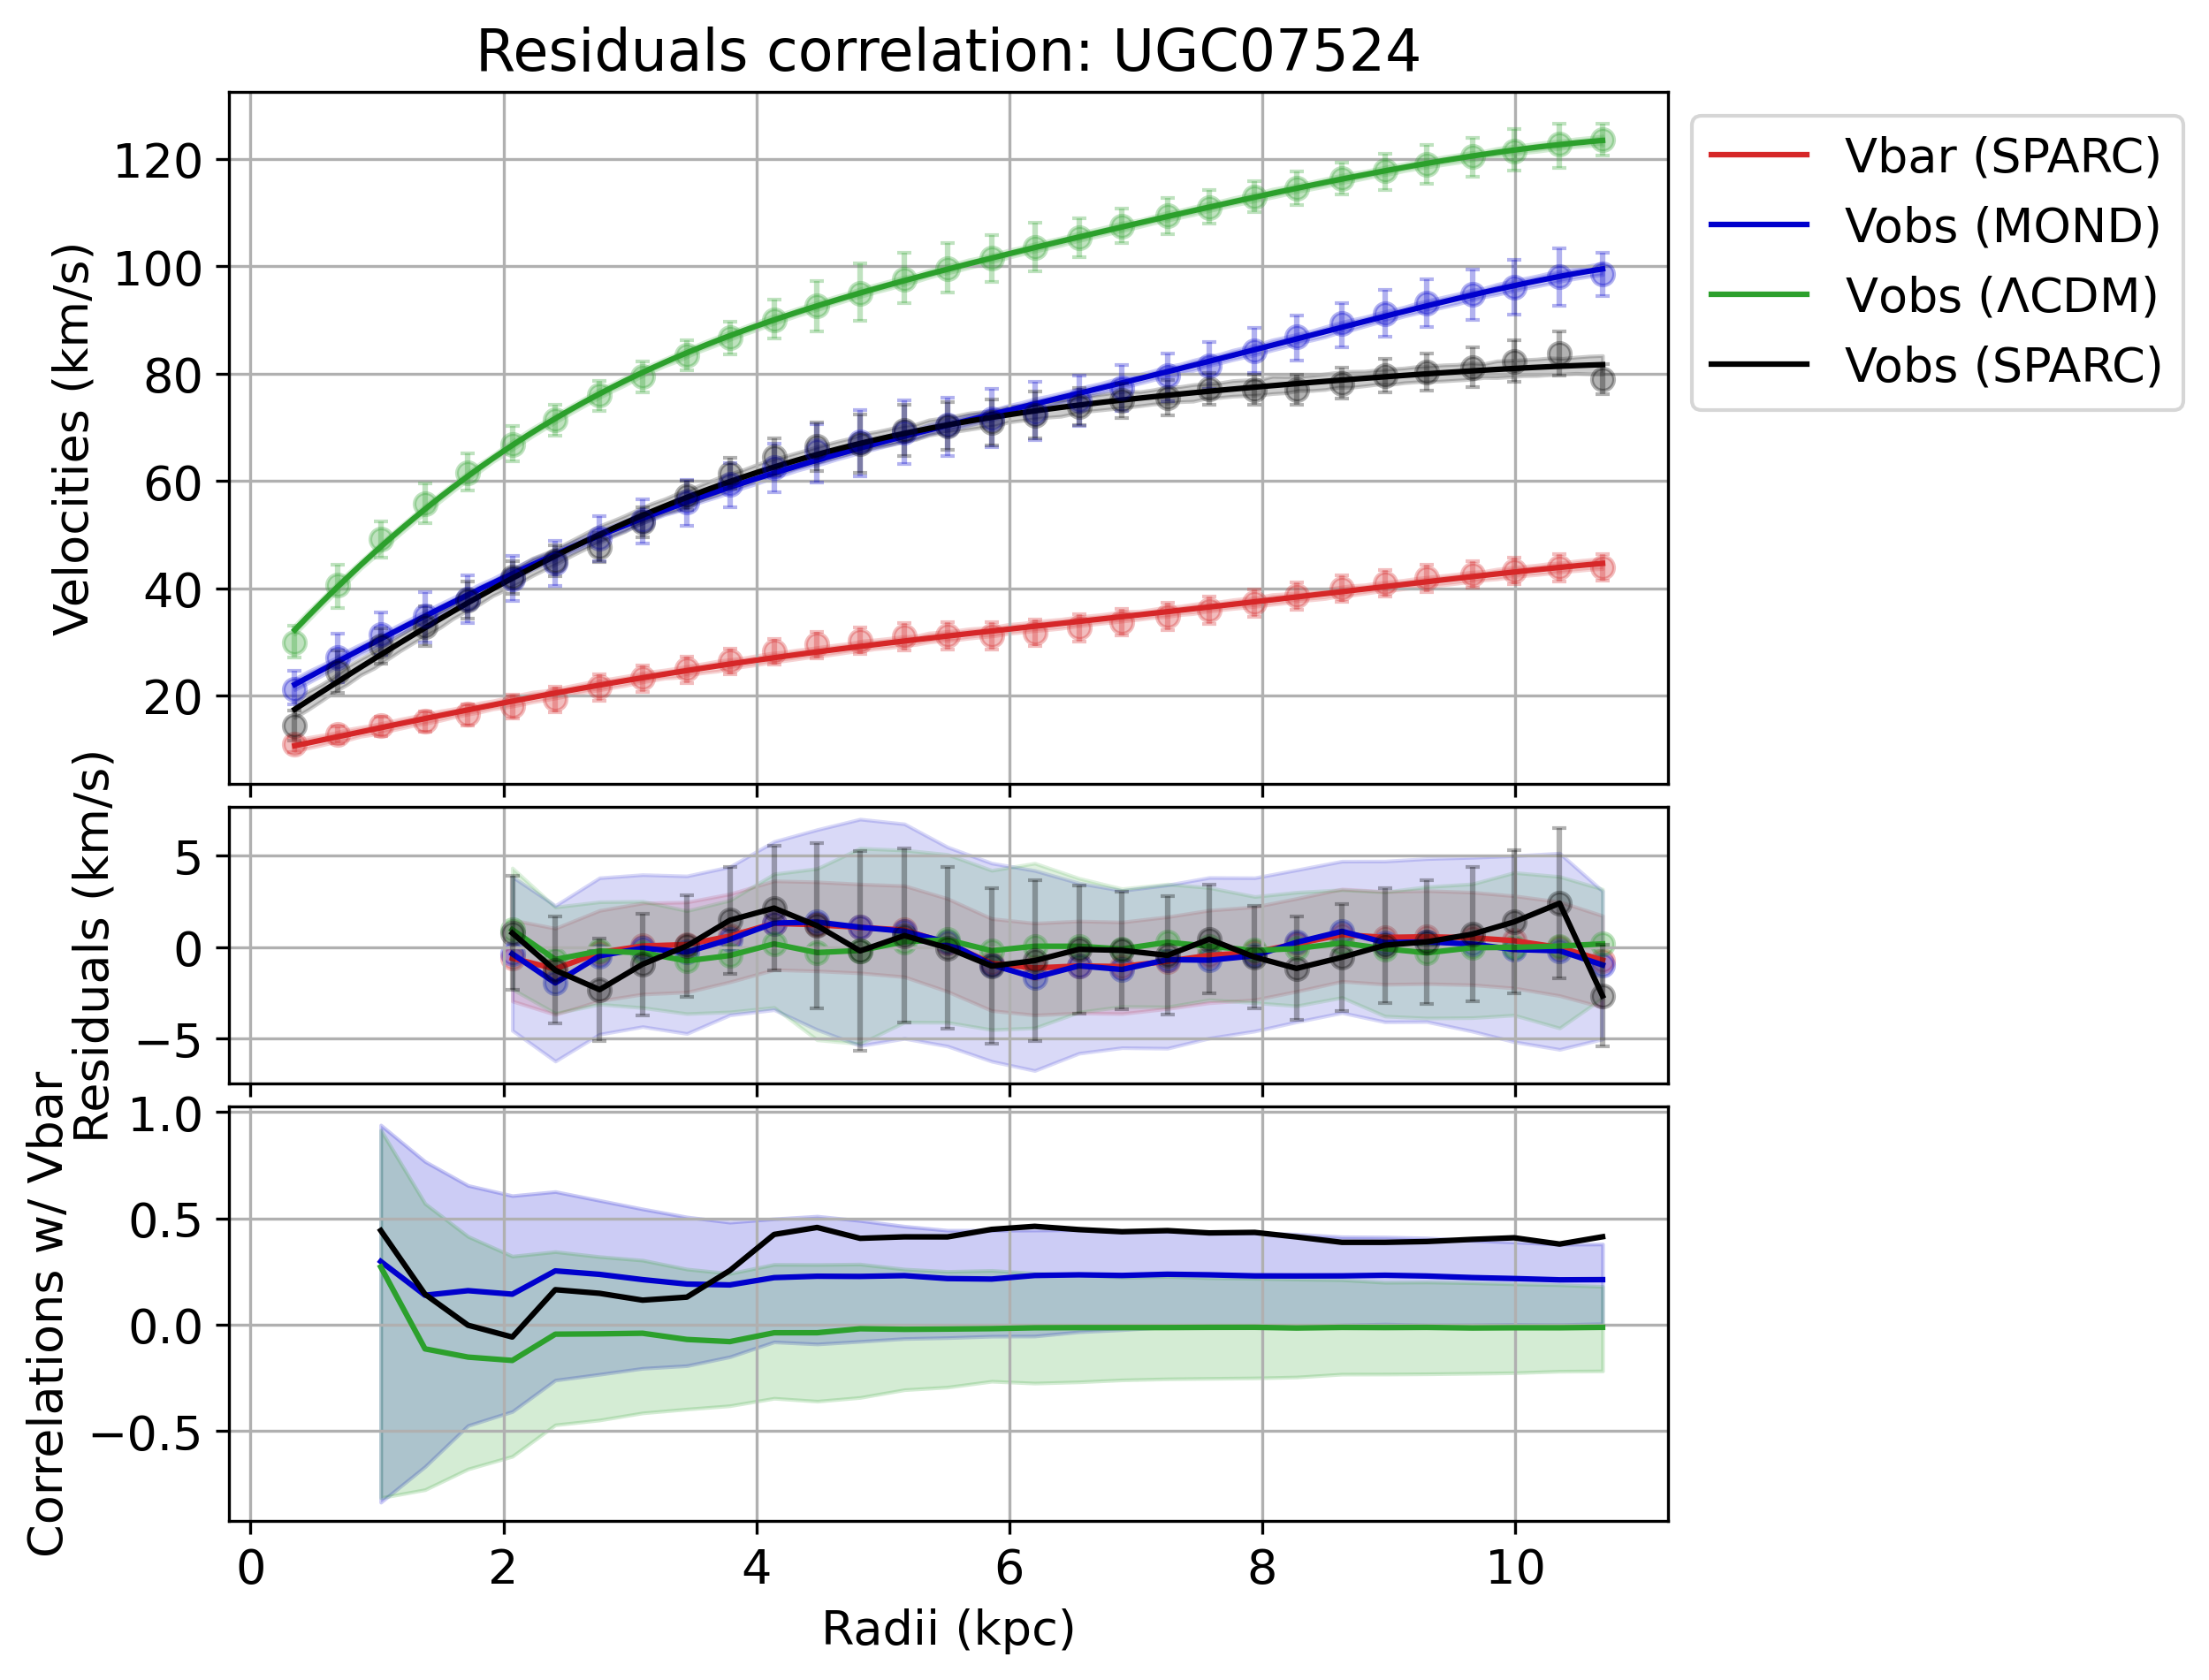 Residuals correlation: UGC07524
Velocities (km/s)
120
100
80
60
40
20
Vbar (SPARC)
Vobs (MOND)
Vobs (ΛCDM)
Vobs (SPARC)
Residuals (km/s)
5
0
−5
Correlations w/ Vbar
1.0
0.5
0.0
−0.5
0 2 4 6 8 10
Radii (kpc)